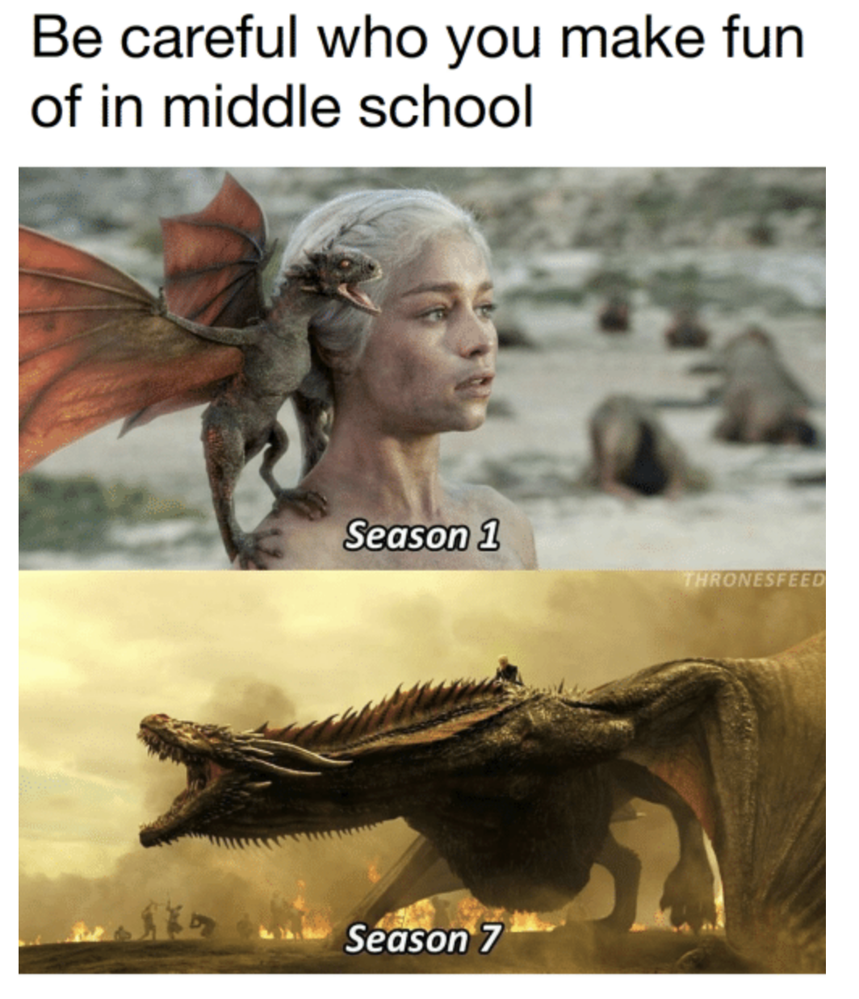 Be careful who you make fun
of in middle school
Season 1
THRONESFEED
Season 7